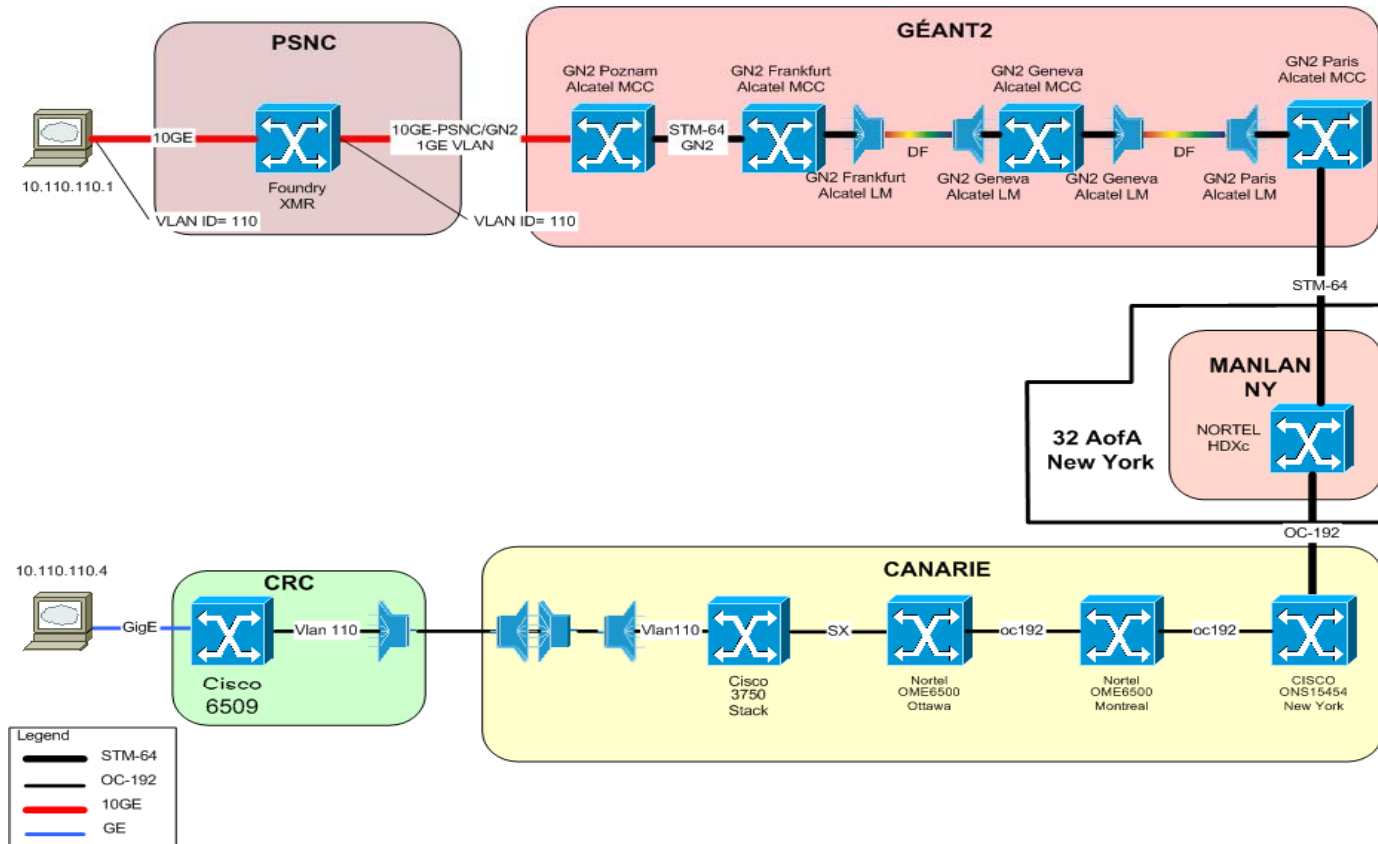 PSNC
GÉANT2
GN2 Poznam
Alcatel MCC
GN2 Frankfurt
Alcatel MCC
GN2 Geneva
Alcatel MCC
GN2 Paris
Alcatel MCC
10GE
10GE-PSNC/GN2
1GE VLAN
STM-64
GN2
DF
DF
10.110.110.1
Foundry
XMR
GN2 Frankfurt
Alcatel LM
GN2 Geneva
Alcatel LM
GN2 Geneva
Alcatel LM
GN2 Paris
Alcatel LM
VLAN ID= 110
VLAN ID= 110
STM-64
MANLAN
NY
32 AofA
New York
NORTEL
HDXc
OC-192
10.110.110.4
CRC
CANARIE
GigE
Vlan 110
Vlan110
SX
oc192
oc192
Cisco
6509
Cisco
3750
Stack
Nortel
OME6500
Ottawa
Nortel
OME6500
Montreal
CISCO
ONS15454
New York
Legend
STM-64
OC-192
10GE
GE